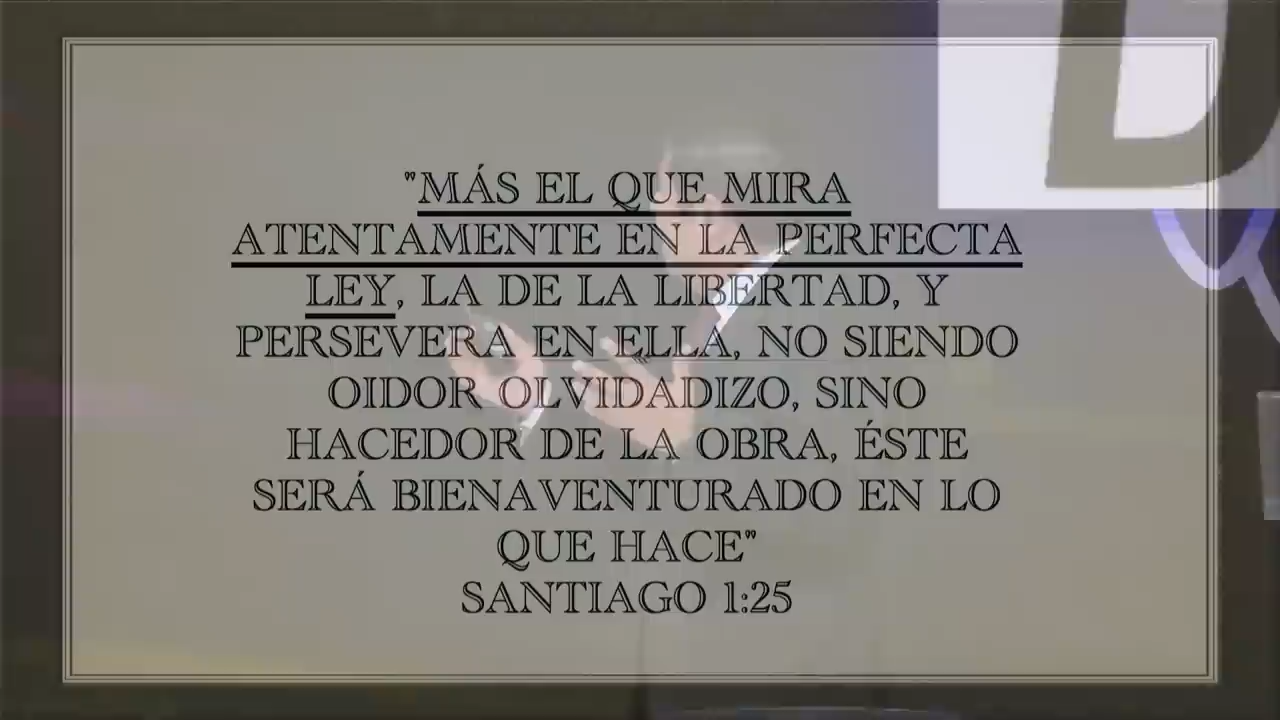 "MÁS EL QUE MIRA
ATENTAMENTE EN LA PERFECTA
LEY, LA DE LA LIBERTAD, Y
PERSEVERA EN ELLA, NO SIENDO
OIDOR OLVIDADIZO, SINO
HACEDOR DE LA OBRA, ÉSTE
SERÁ BIENAVENTURADO EN LO
QUE HACE"
SANTIAGO 1:25